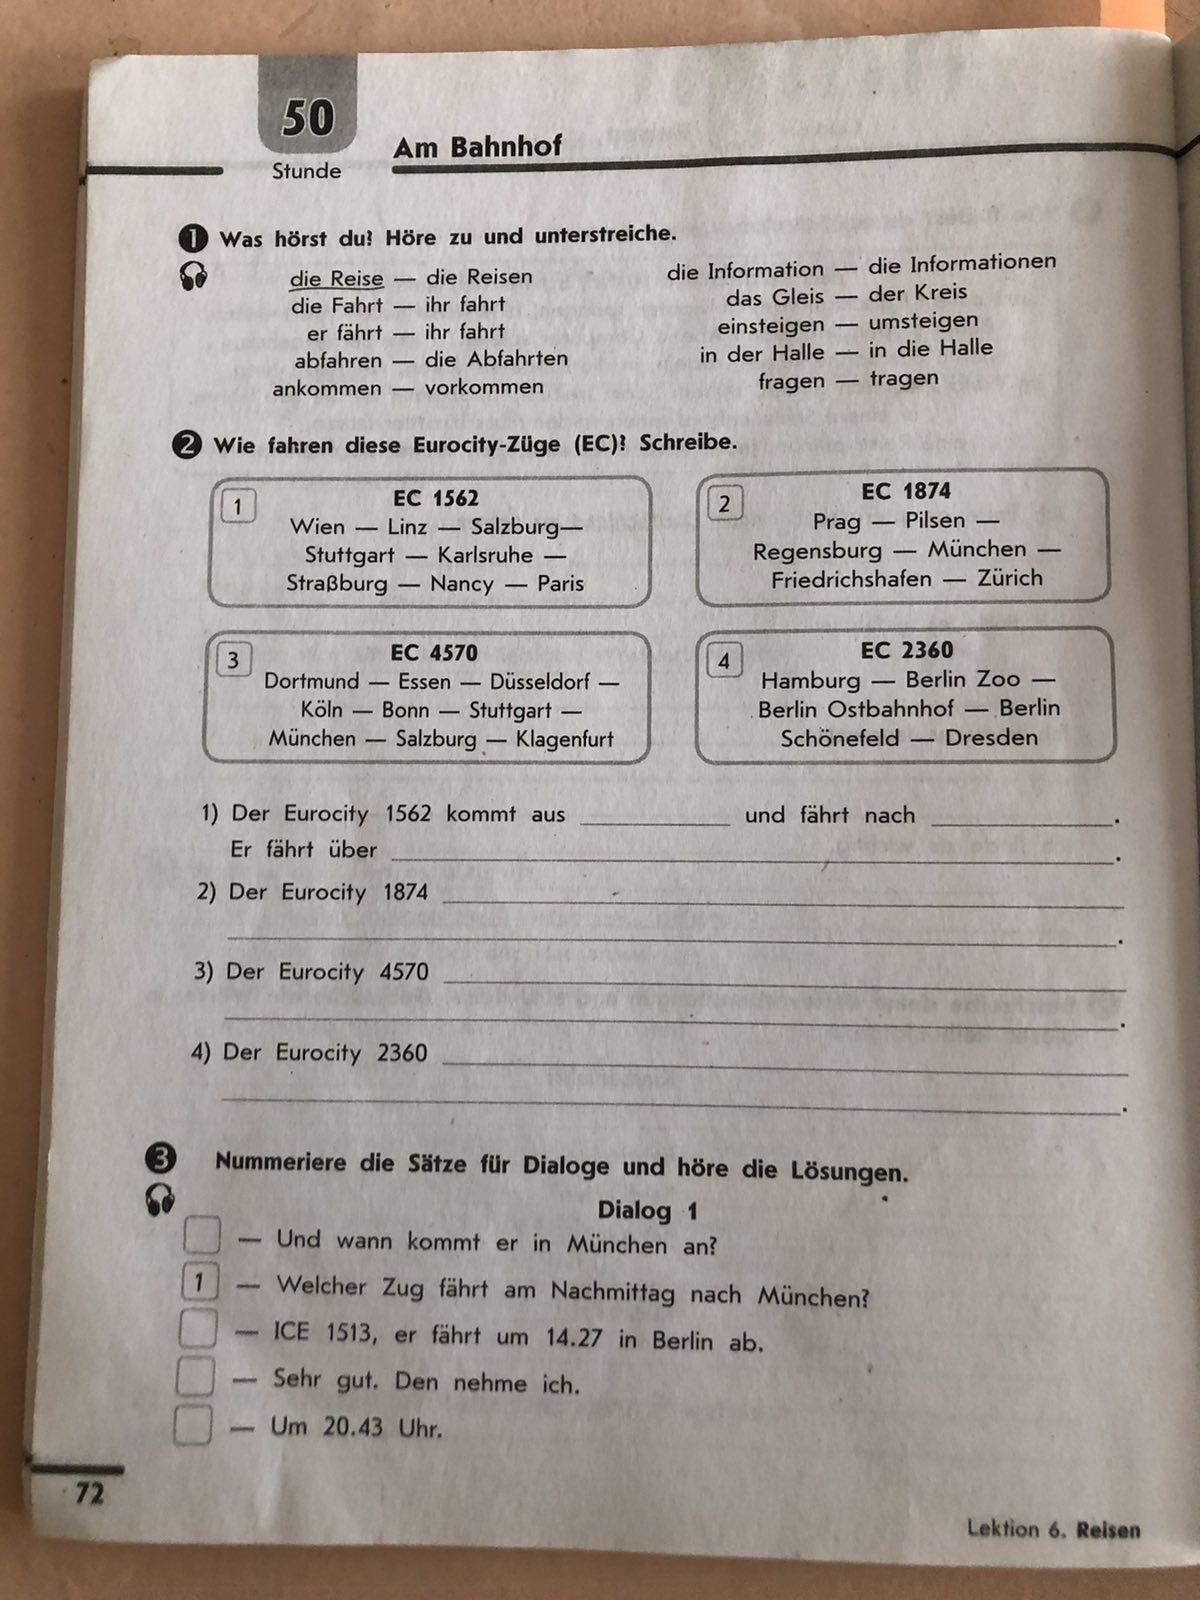 50
Stunde
Am Bahnhof
1 Was hörst du? Höre zu und unterstreiche.
die Reise — die Reisen
die Fahrt — ihr fahrt
er fährt — ihr fahrt
abfahren — die Abfahrten
ankommen — vorkommen
die Information — die Informationen
das Gleis — der Kreis
einsteigen — umsteigen
in der Halle — in die Halle
fragen — tragen
2 Wie fahren diese Eurocity-Züge (EC)? Schreibe.
1
EC 1562
Wien — Linz — Salzburg—
Stuttgart — Karlsruhe —
Straßburg — Nancy — Paris
2
EC 1874
Prag — Pilsen —
Regensburg — München —
Friedrichshafen — Zürich
3
EC 4570
Dortmund — Essen — Düsseldorf —
Köln — Bonn — Stuttgart —
München — Salzburg — Klagenfurt
4
EC 2360
Hamburg — Berlin Zoo —
Berlin Ostbahnhof — Berlin
Schönefeld — Dresden
1) Der Eurocity 1562 kommt aus ____ und fährt nach ____.
Er fährt über ____.
2) Der Eurocity 1874 ____
____.
3) Der Eurocity 4570 ____
____.
4) Der Eurocity 2360 ____
____.
3 Nummeriere die Sätze für Dialoge und höre die Lösungen.
Dialog 1
— Und wann kommt er in München an?
1 — Welcher Zug fährt am Nachmittag nach München?
— ICE 1513, er fährt um 14.27 in Berlin ab.
— Sehr gut. Den nehme ich.
— Um 20.43 Uhr.
72
Lektion 6. Reisen